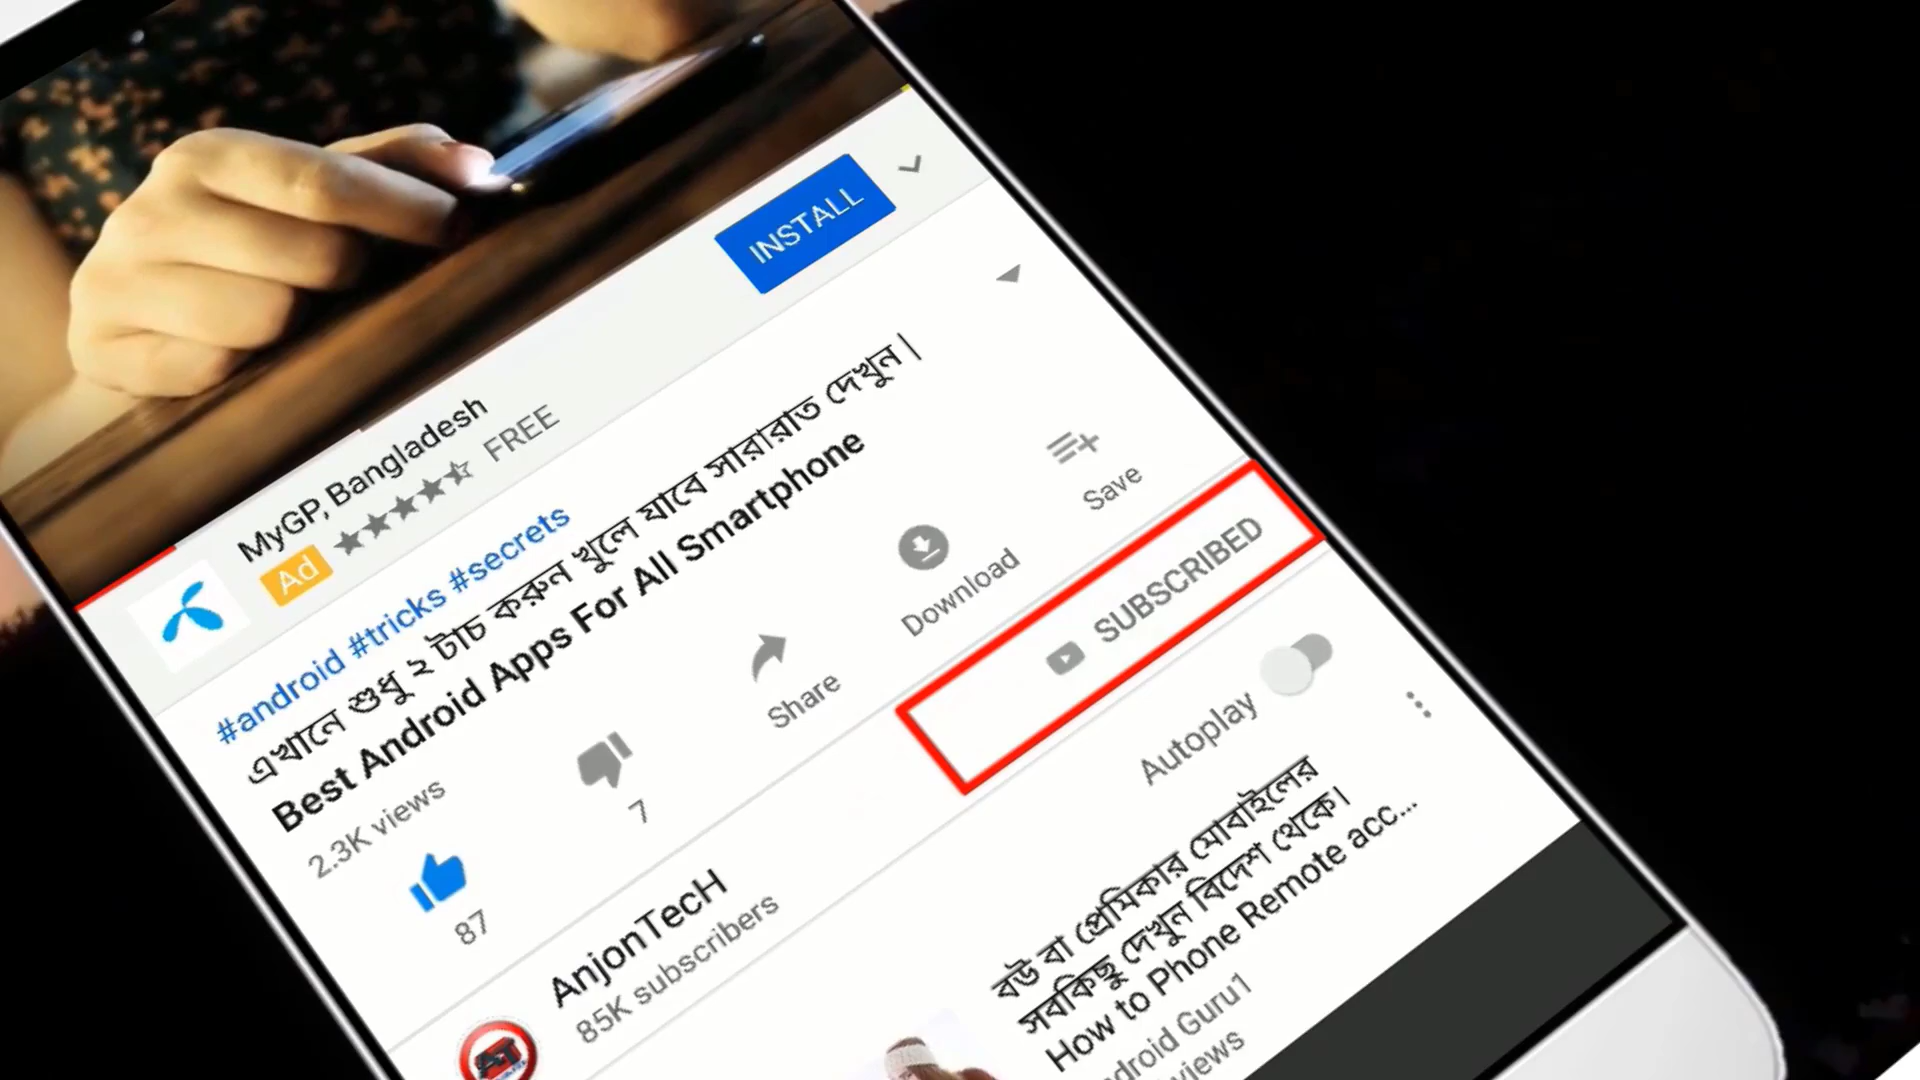 INSTALL
MyGP, Bangladesh
Ad FREE
#android #tricks #secrets
এখানে শুধু ২ টাচ করুন খুলে যাবে সারারাত দেখুন |
Best Android Apps For All Smartphone
2.3K views
87
7
Share
Download
Save
AnjonTecH
85K subscribers
SUBSCRIBED
Autoplay
বউ বা প্রেমিকার মোবাইলের
সবকিছু দেখুন বিদেশ থেকে।
How to Phone Remote acc...
droid Guru1
views
AT